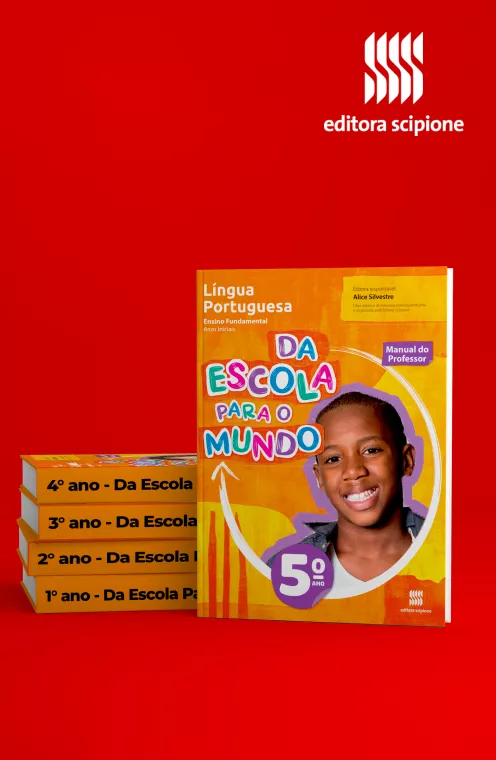 editora scipione
Língua
Portuguesa
Ensino Fundamental
Anos Iniciais
Editora responsável:
Alice Silvestre
Manual do
Professor
DA
ESCOLA
PARA O
MUNDO
5º
ANO
editora scipione
4º ano - Da Escola
3º ano - Da Escola
2º ano - Da Escola
1º ano - Da Escola Pa